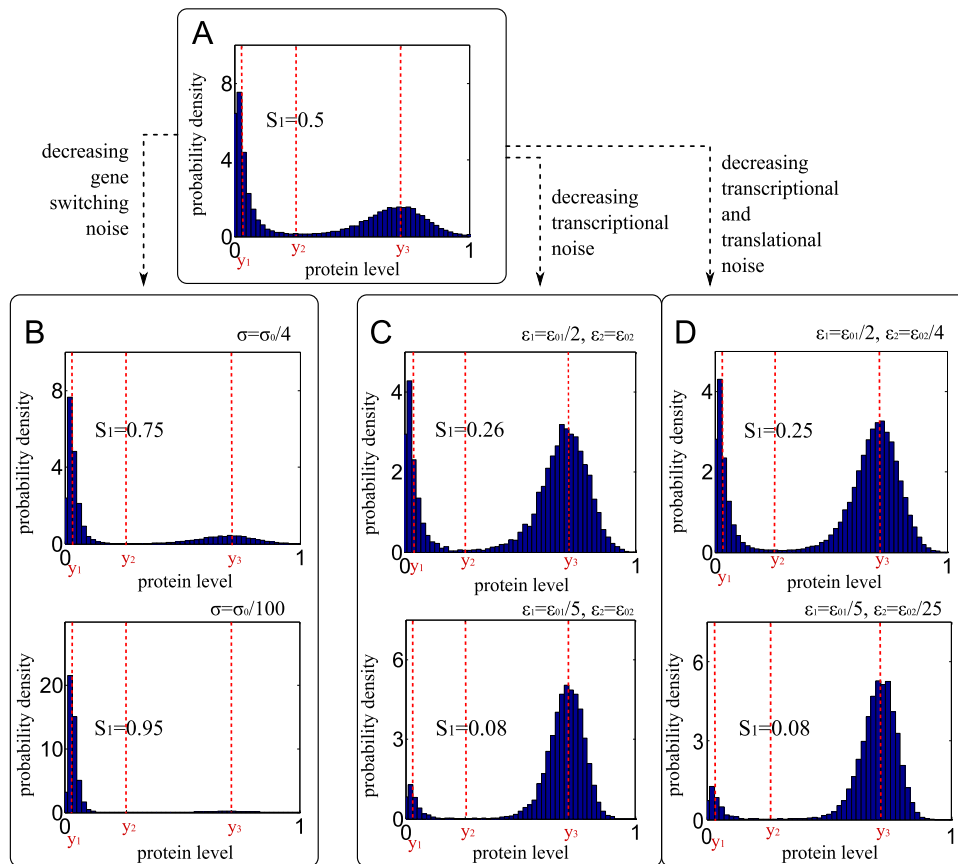 A
probability density
8
4
0
S1=0.5
0
1
y1
y2
y3
protein level
decreasing
gene
switching
noise
decreasing
transcriptional
noise
decreasing
transcriptional
and
translational
noise
B
σ=σ0/4
probability density
8
4
0
S1=0.75
0
1
y1
y2
y3
protein level
σ=σ0/100
probability density
20
10
0
S1=0.95
0
1
y1
y2
y3
protein level
C
ε1=ε01/2, ε2=ε02
probability density
4
2
0
S1=0.26
0
1
y1
y2
y3
protein level
ε1=ε01/5, ε2=ε02
probability density
6
3
0
S1=0.08
0
1
y1
y2
y3
protein level
D
ε1=ε01/2, ε2=ε02/4
probability density
4
2
0
S1=0.25
0
1
y1
y2
y3
protein level
ε1=ε01/5, ε2=ε02/25
probability density
6
3
0
S1=0.08
0
1
y1
y2
y3
protein level